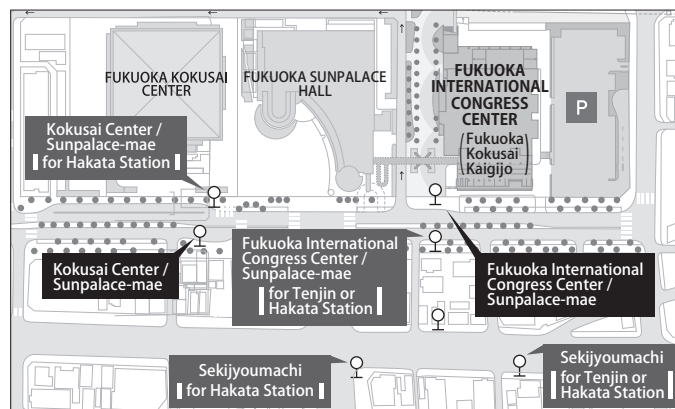 FUKUOKA KOKUSAI
CENTER
FUKUOKA SUNPALACE
HALL
FUKUOKA
INTERNATIONAL
CONGRESS
CENTER
(Fukuoka
Kokusai
Kaigijo)
P
Kokusai Center /
Sunpalace-mae
for Hakata Station
Kokusai Center /
Sunpalace-mae
Fukuoka International
Congress Center /
Sunpalace-mae
for Tenjin or
Hakata Station
Fukuoka International
Congress Center /
Sunpalace-mae
Sekijyoumachi
for Hakata Station
Sekijyoumachi
for Tenjin or
Hakata Station